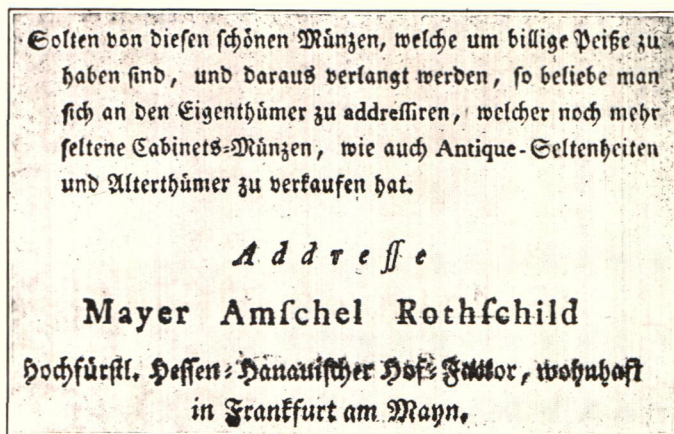 Solten von diesen schönen Münzen, welche um billige Peiße zu
haben sind, und daraus verlangt werden, so beliebe man
sich an den Eigenthümer zu addressiren, welcher noch mehr
seltene Cabinets-Münzen, wie auch Antique-Seltenheiten
und Alterthümer zu verkaufen hat.
Addresse
Mayer Amschel Rothschild
Hochfürstl. Hessen-Hanauischer Hof-Factor, wohnhaft
in Frankfurt am Mayn.